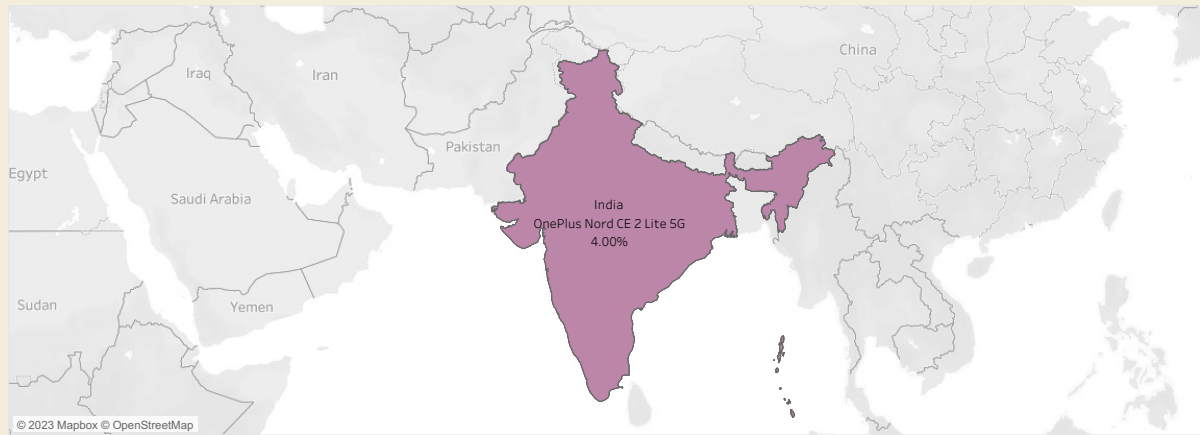 China
Iraq
Iran
Pakistan
Egypt
Saudi Arabia
India
OnePlus Nord CE 2 Lite 5G
4.00%
Sudan
Yemen
© 2023 Mapbox © OpenStreetMap